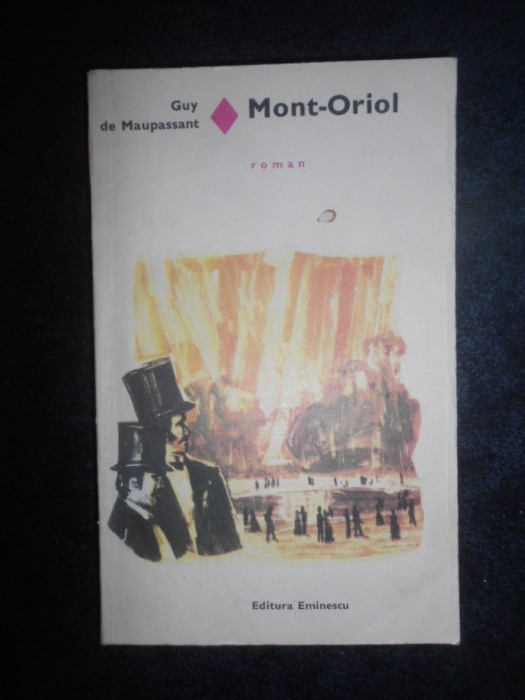 Guy
de Maupassant
Mont-Oriol
roman
Editura Eminescu